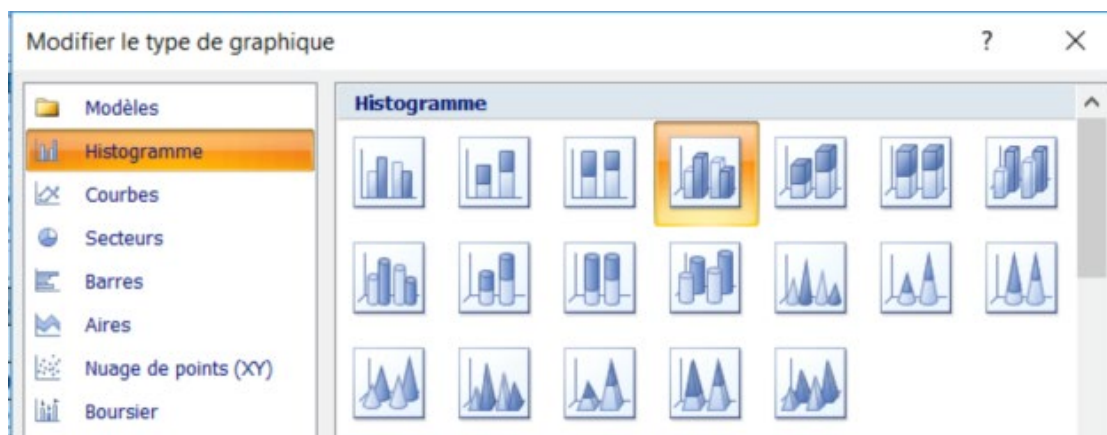 Modifier le type de graphique
?
Modèles
Histogramme
Courbes
Secteurs
Barres
Aires
Nuage de points (XY)
Boursier
Histogramme